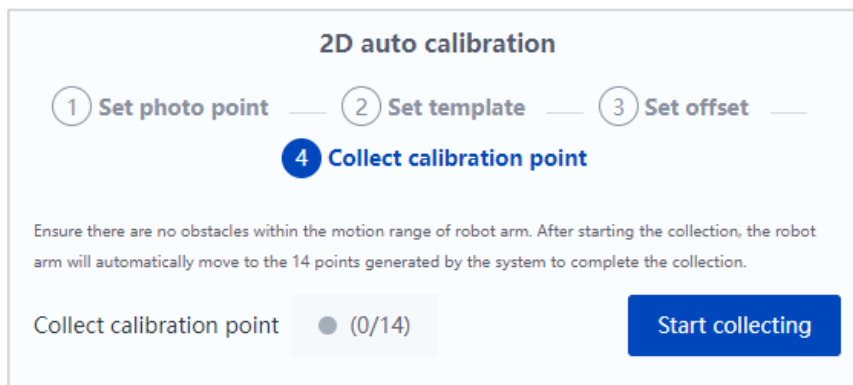 2D auto calibration
1 Set photo point 2 Set template 3 Set offset
4 Collect calibration point
Ensure there are no obstacles within the motion range of robot arm. After starting the collection, the robot
arm will automatically move to the 14 points generated by the system to complete the collection.
Collect calibration point (0/14) Start collecting